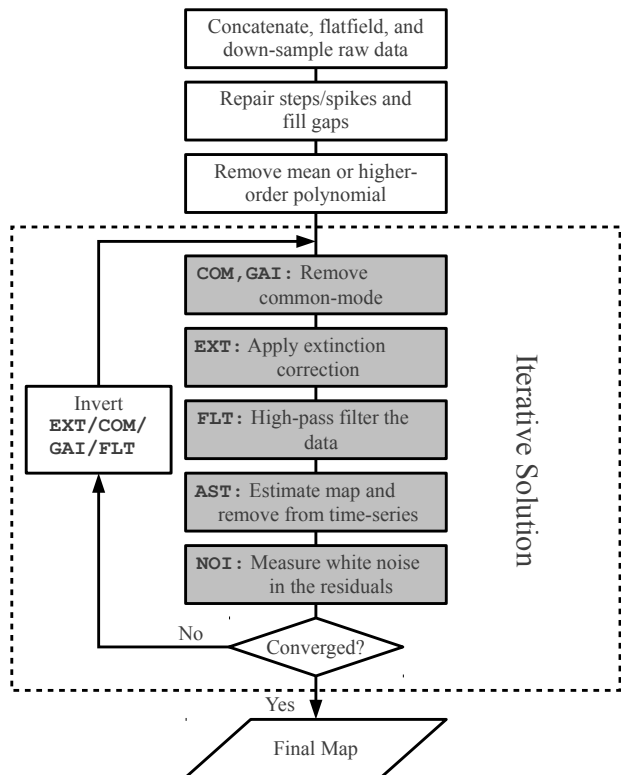 Concatenate, flatfield, and
down-sample raw data
Repair steps/spikes and
fill gaps
Remove mean or higher-
order polynomial
COM,GAI: Remove
common-mode
EXT: Apply extinction
correction
FLT: High-pass filter the
data
AST: Estimate map and
remove from time-series
NOI: Measure white noise
in the residuals
Invert
EXT/COM/
GAI/FLT
Iterative Solution
No
Converged?
Yes
Final Map